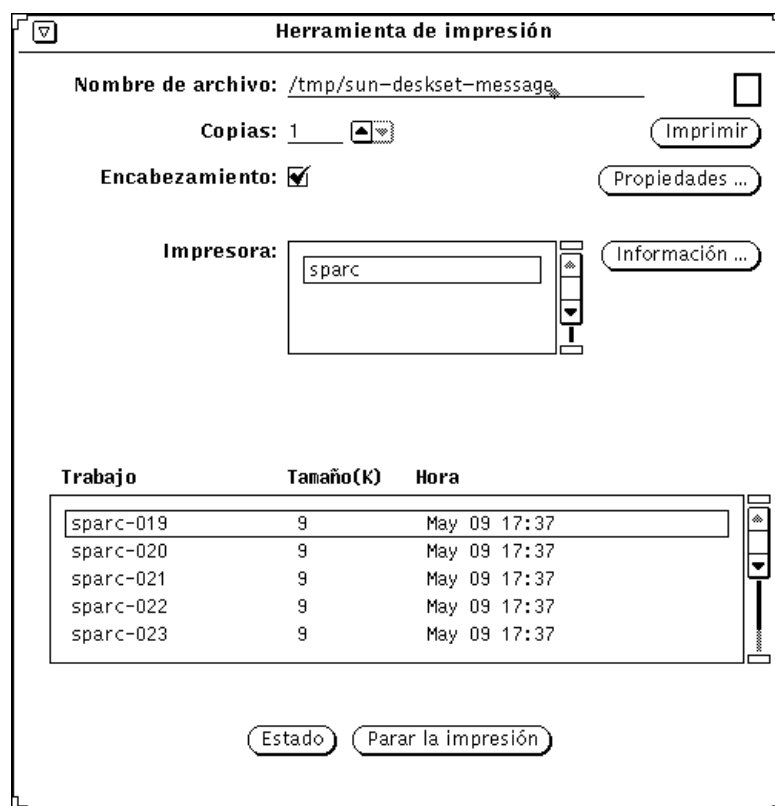 Herramienta de impresión
Nombre de archivo: /tmp/sun-deskset-message
Copias: 1
Imprimir
Encabezamiento:
Propiedades ...
Impresora:
sparc
Información ...
Trabajo Tamaño(K) Hora
sparc-019 9 May 09 17:37
sparc-020 9 May 09 17:37
sparc-021 9 May 09 17:37
sparc-022 9 May 09 17:37
sparc-023 9 May 09 17:37
Estado Parar la impresión